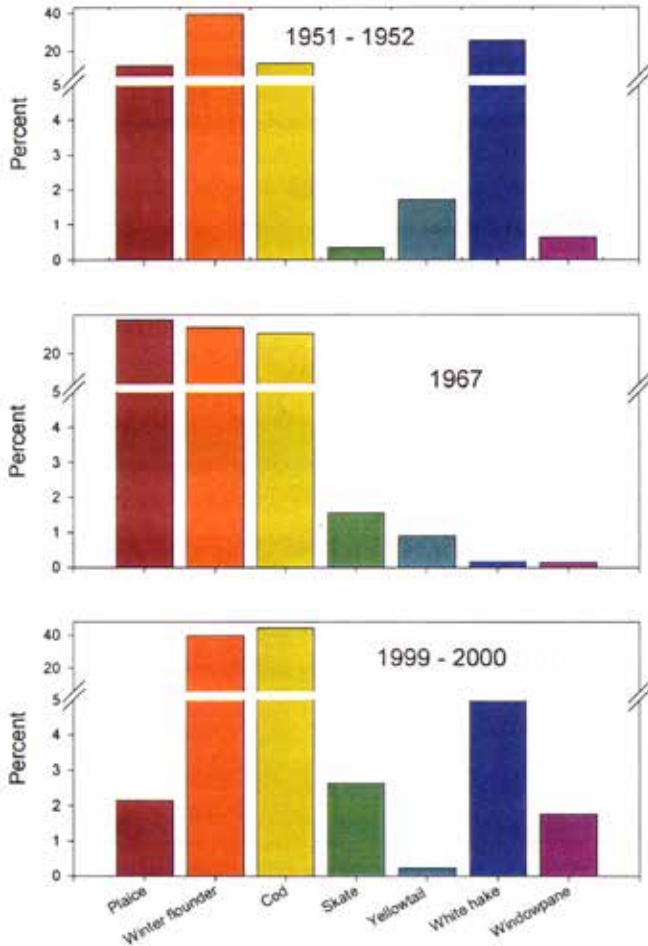 40
20
5
4
3
2
1
0
Percent
1951 - 1952
20
5
4
3
2
1
0
Percent
1967
40
20
5
4
3
2
1
0
Percent
1999 - 2000
Plaice
Winter flounder
Cod
Skate
Yellowtail
White hake
Windowpane